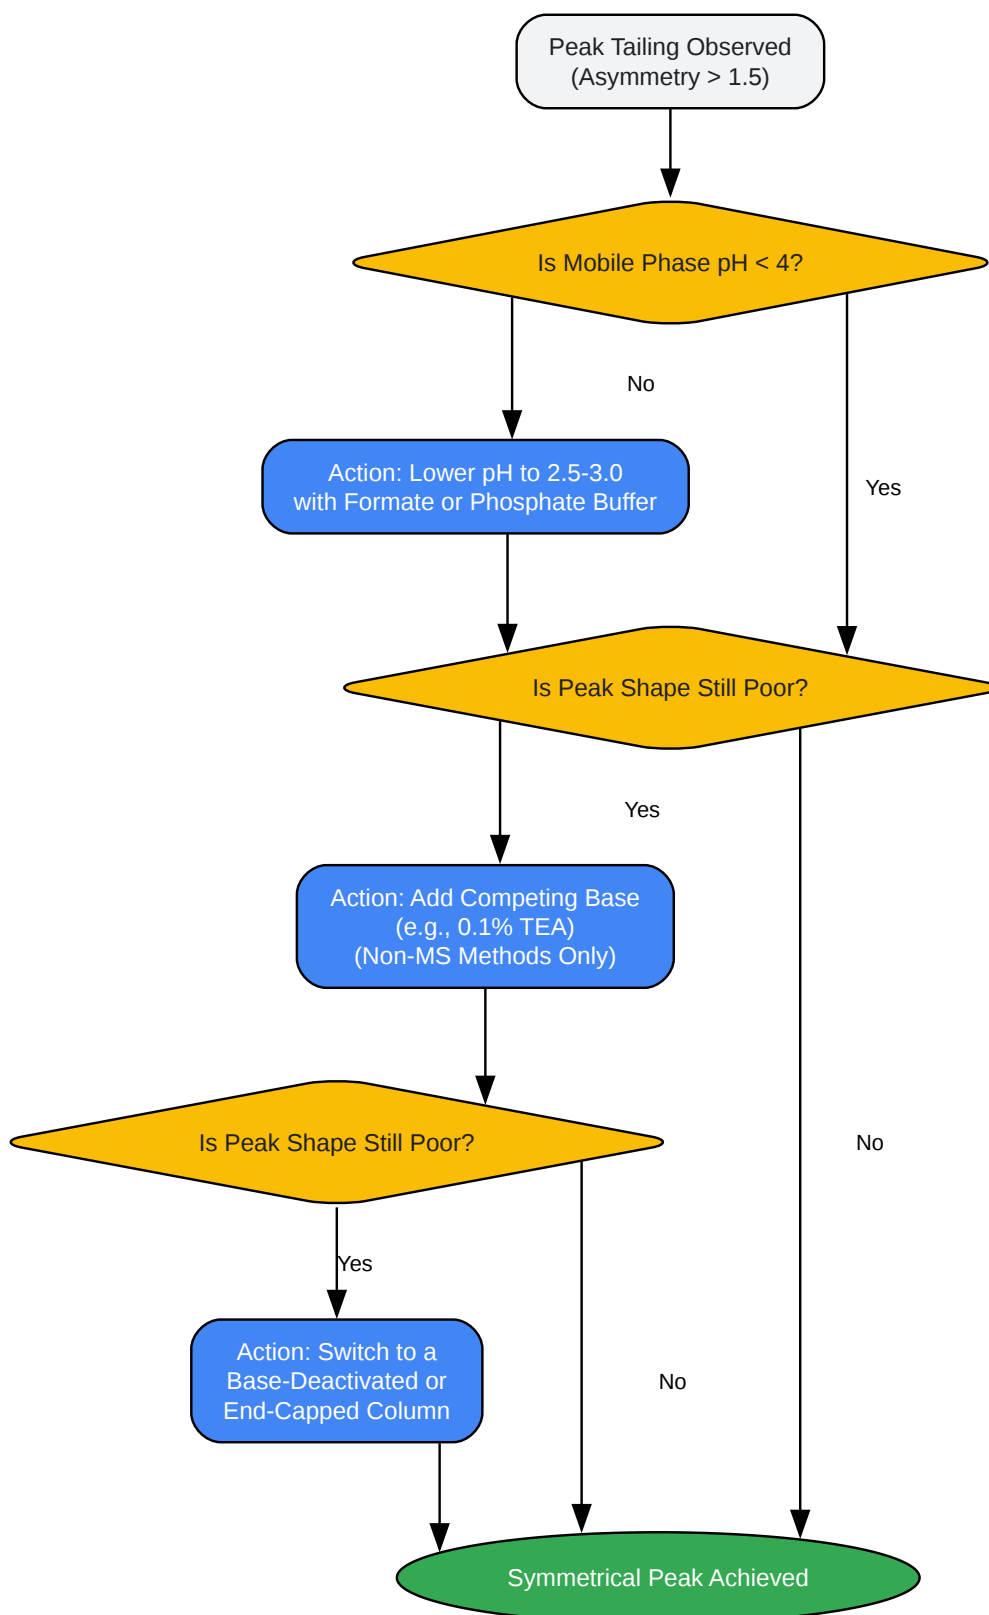 Peak Tailing Observed
(Asymmetry > 1.5)
Is Mobile Phase pH < 4?
No
Action: Lower pH to 2.5-3.0
with Formate or Phosphate Buffer
Yes
Is Peak Shape Still Poor?
Yes
Action: Add Competing Base
(e.g., 0.1% TEA)
(Non-MS Methods Only)
Is Peak Shape Still Poor?
No
Yes
Action: Switch to a
Base-Deactivated or
End-Capped Column
No
Symmetrical Peak Achieved